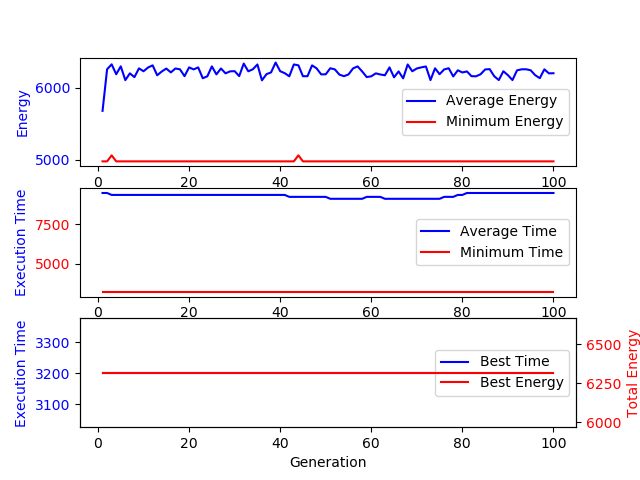 6000
5000
Energy
Average Energy
Minimum Energy
0 20 40 60 80 100
7500
5000
Execution Time
Average Time
Minimum Time
0 20 40 60 80 100
3300
3200
3100
Execution Time
Best Time
Best Energy
6500
6250
6000
Total Energy
0 20 40 60 80 100
Generation